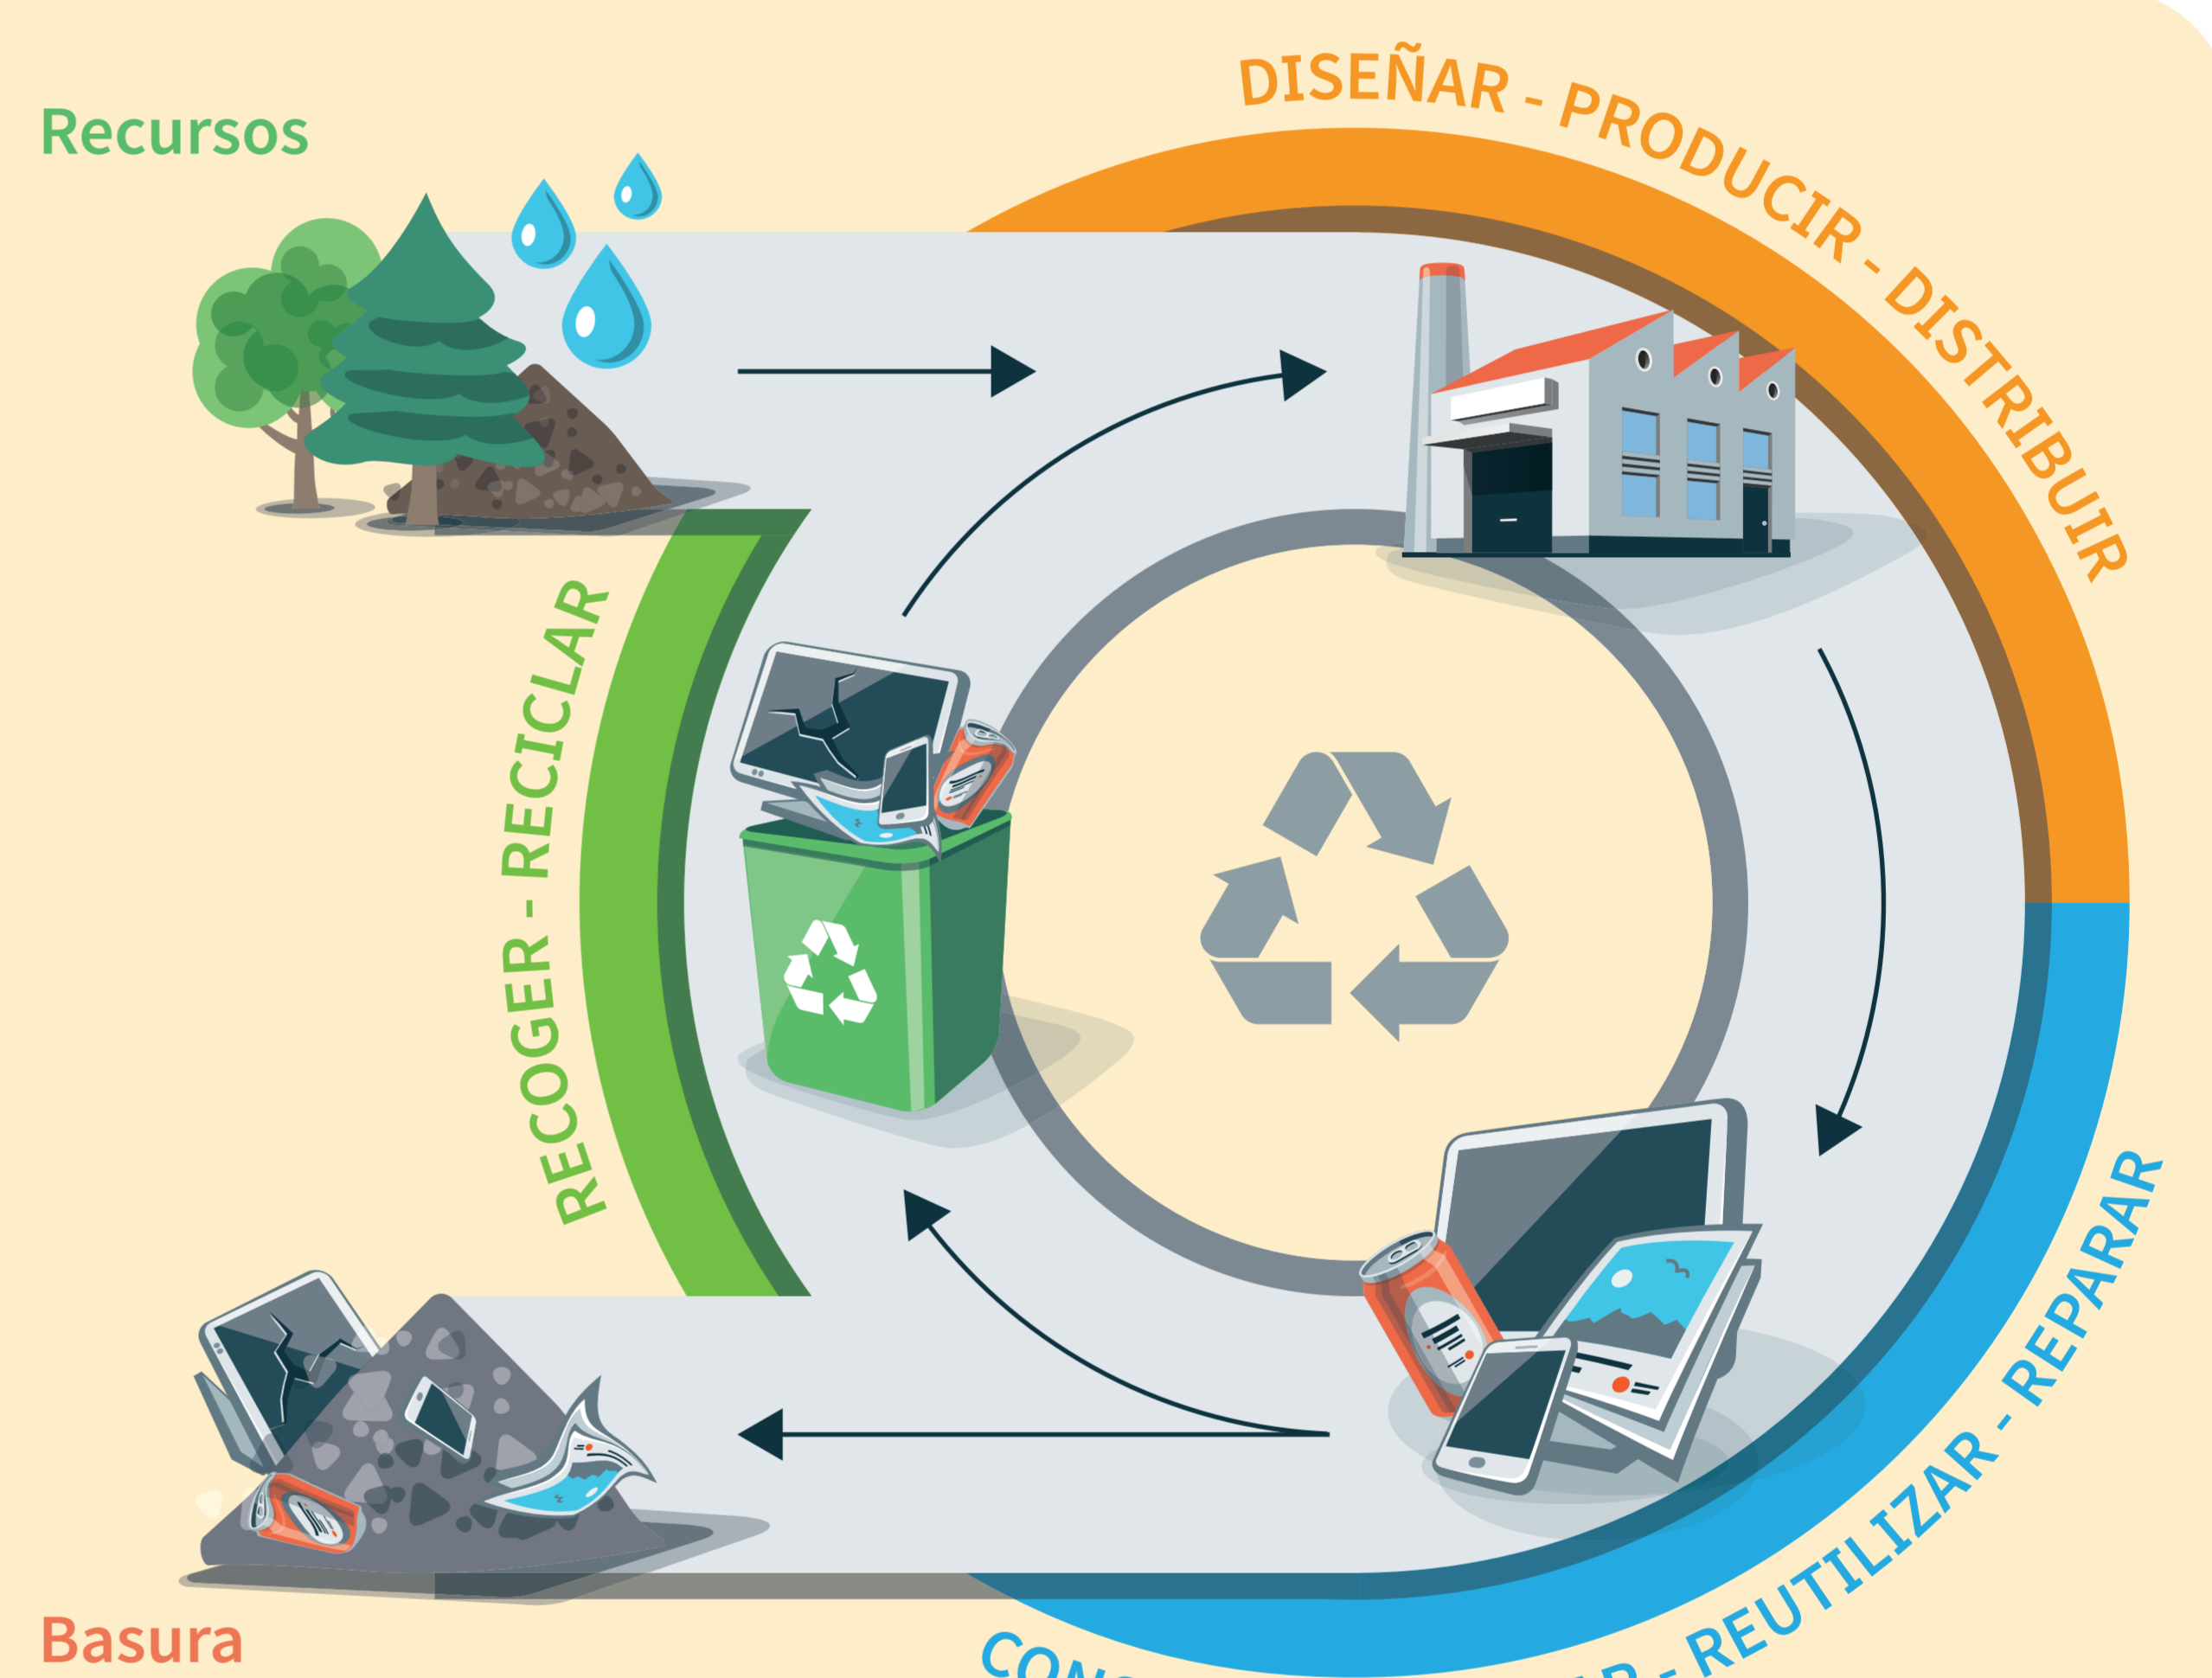 Recursos
DISEÑAR - PRODUCIR - DISTRIBUIR
RECOGER - RECICLAR
- REUTILIZAR - REPARAR
Basura